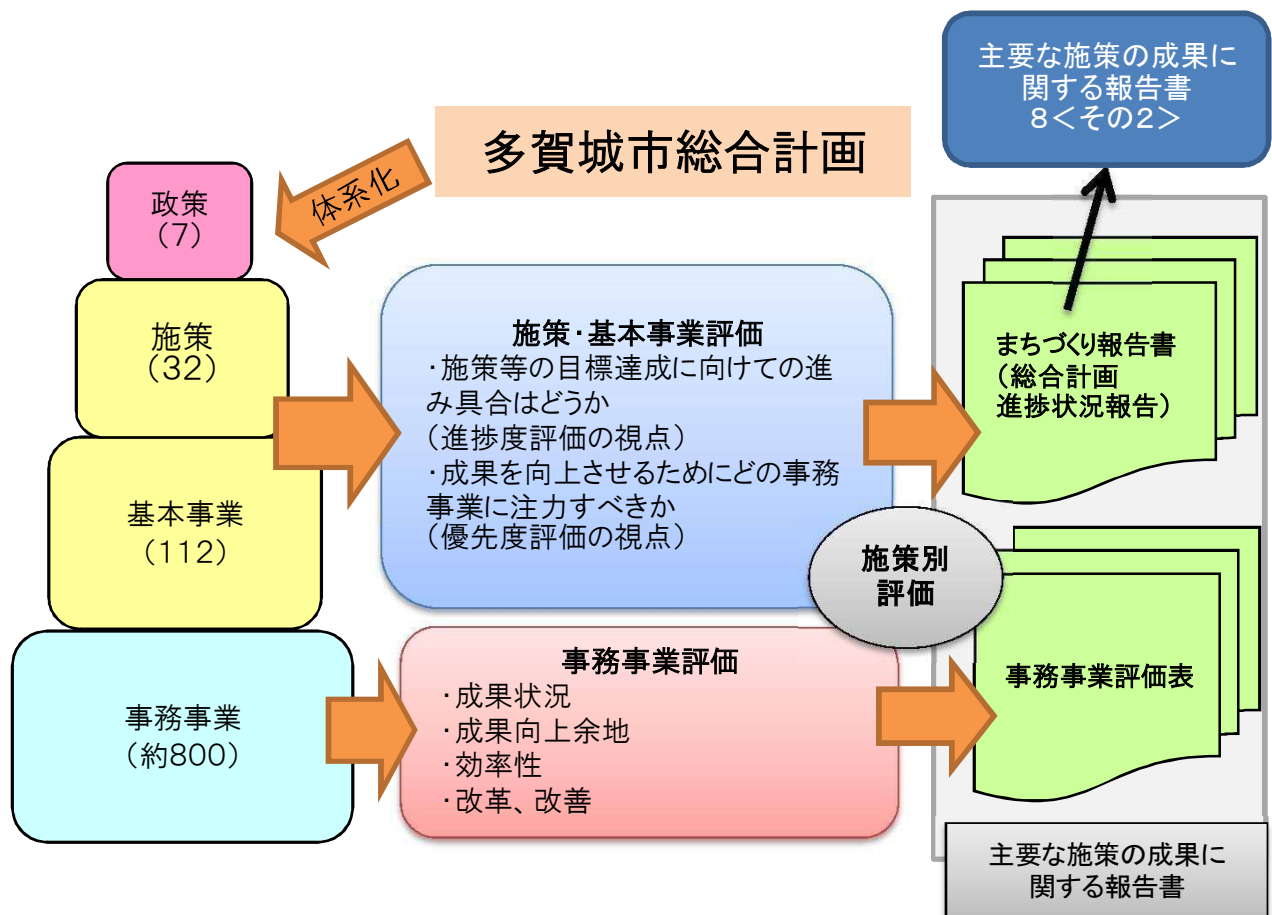 主要な施策の成果に
関する報告書
8<その2>
多賀城市総合計画
体系化
政策
(7)
施策
(32)
基本事業
(112)
事務事業
(約800)
施策・基本事業評価
・施策等の目標達成に向けての進
み具合はどうか
(進捗度評価の視点)
・成果を向上させるためにどの事務
事業に注力すべきか
(優先度評価の視点)
事務事業評価
・成果状況
・成果向上余地
・効率性
・改革、改善
施策別
評価
まちづくり報告書
(総合計画
進捗状況報告)
事務事業評価表
主要な施策の成果に
関する報告書